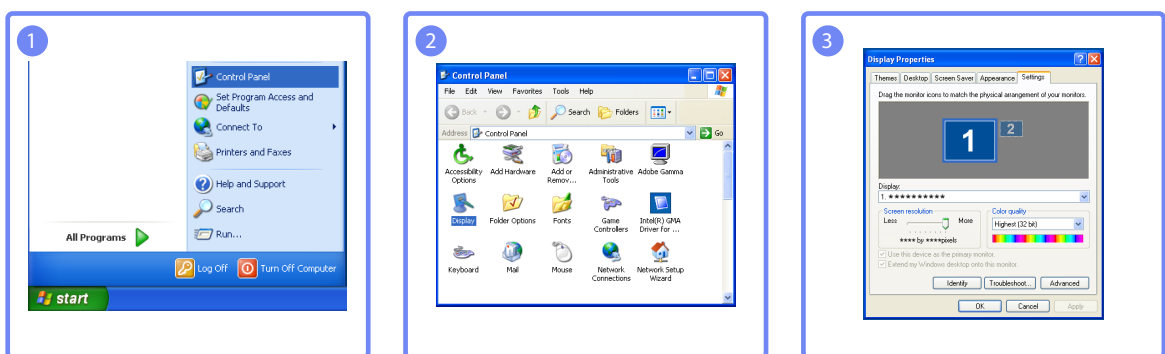 1
Control Panel
Set Program Access and
Defaults
Connect To
Printers and Faxes
Help and Support
Search
Run...
All Programs
Log Off
Turn Off Computer
start
2
Control Panel
File Edit View Favorites Tools Help
Back Search Folders
Address Control Panel Go
Accessibility Options
Add Hardware
Add or Remov...
Administrative Tools
Adobe Gamma
Display
Folder Options
Fonts
Game Controllers
Intel(R) GMA Driver for ...
Keyboard
Mail
Mouse
Network Connections
Network Setup Wizard
3
Display Properties
Themes Desktop Screen Saver Appearance Settings
Drag the monitor icons to match the physical arrangement of your monitors.
1 2
Display:
1. **********
Screen resolution
Less More
**** by ****pixels
Color quality
Highest (32 bit)
Use this device as the primary monitor.
Extend my Windows desktop onto this monitor.
Identify Troubleshoot... Advanced
OK Cancel Apply